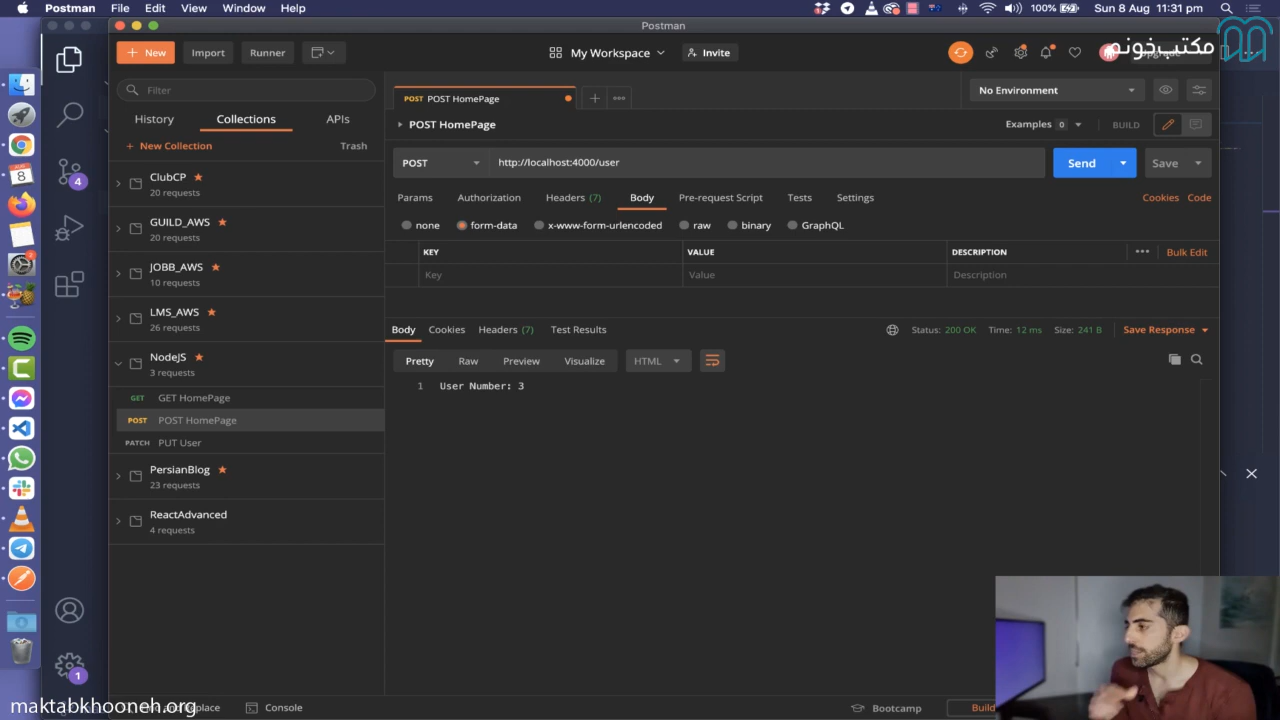 Postman File Edit View Window Help 100% Sun 8 Aug 11:31 pm
Postman
New Import Runner My Workspace Invite
مکتب‌خونه
Filter
POST POST HomePage
No Environment
History Collections APIs
POST HomePage
Examples 0 BUILD
+ New Collection Trash
POST http://localhost:4000/user Send Save
ClubCP
20 requests
GUILD_AWS
20 requests
JOBB_AWS
10 requests
LMS_AWS
26 requests
NodeJS
3 requests
GET GET HomePage
POST POST HomePage
PATCH PUT User
PersianBlog
23 requests
ReactAdvanced
4 requests
Params Authorization Headers (7) Body Pre-request Script Tests Settings Cookies Code
none form-data x-www-form-urlencoded raw binary GraphQL
KEY VALUE DESCRIPTION Bulk Edit
Key Value Description
Body Cookies Headers (7) Test Results Status: 200 OK Time: 12 ms Size: 241 B Save Response
Pretty Raw Preview Visualize HTML
1 User Number: 3
8
2
4
1
maktabkhooneh.org
Console
Bootcamp
Build